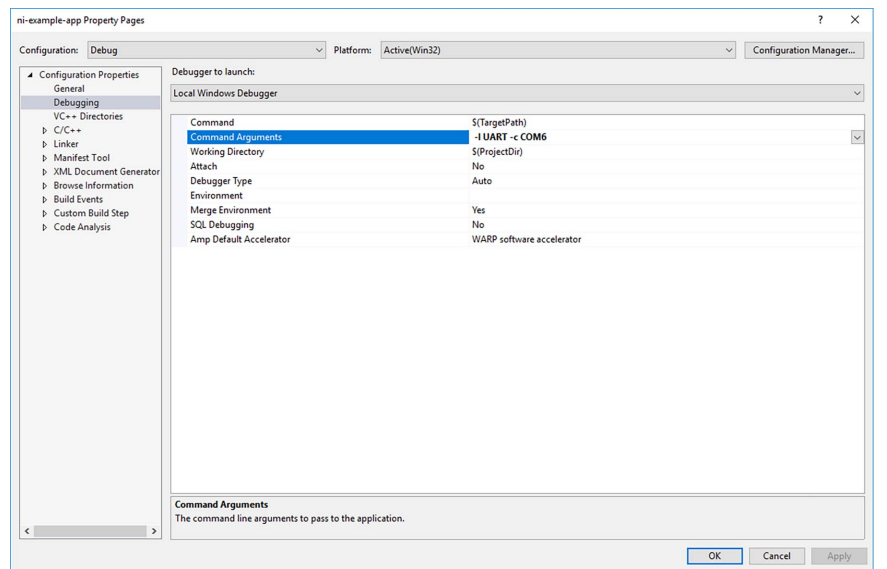 ni-example-app Property Pages
? ×
Configuration: Debug Platform: Active(Win32) Configuration Manager...
Configuration Properties
General
Debugging
VC++ Directories
C/C++
Linker
Manifest Tool
XML Document Generator
Browse Information
Build Events
Custom Build Step
Code Analysis
Debugger to launch:
Local Windows Debugger
Command $(TargetPath)
Command Arguments -I UART -c COM6
Working Directory $(ProjectDir)
Attach No
Debugger Type Auto
Environment
Merge Environment Yes
SQL Debugging No
Amp Default Accelerator WARP software accelerator
Command Arguments
The command line arguments to pass to the application.
OK Cancel Apply